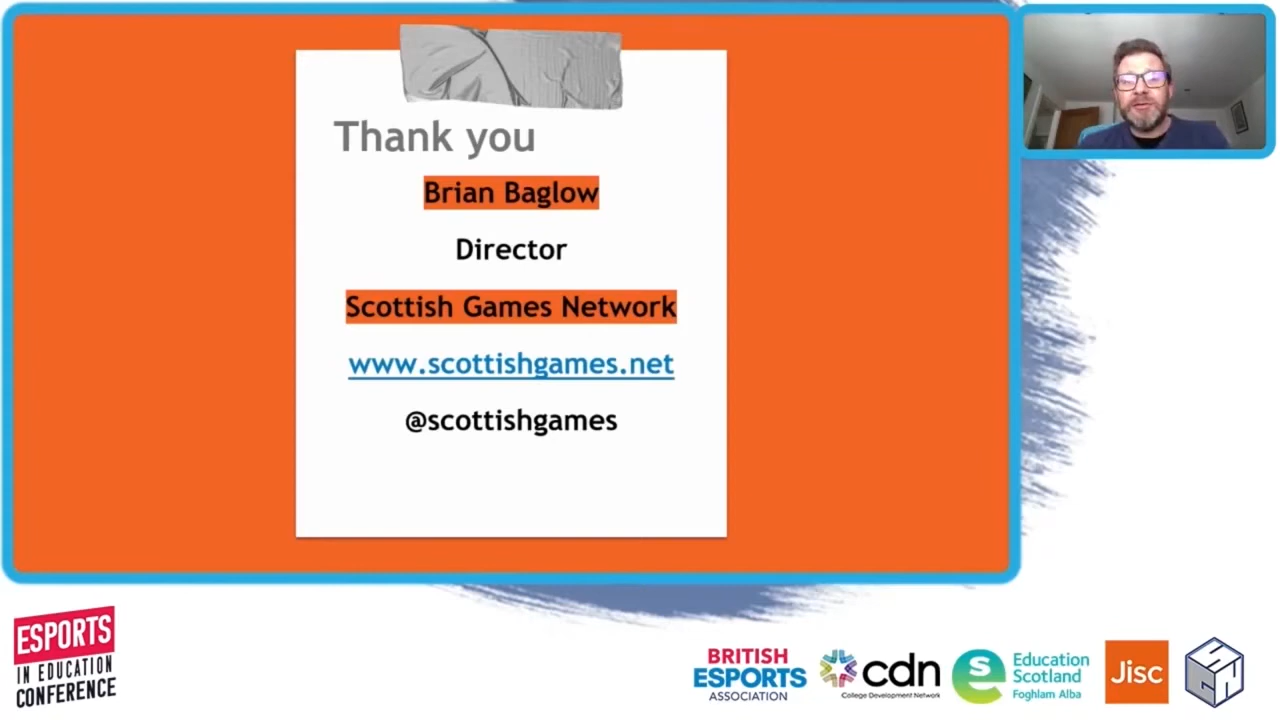 Thank you
Brian Baglow
Director
Scottish Games Network
www.scottishgames.net
@scottishgames
ESPORTS
IN EDUCATION
CONFERENCE
BRITISH
ESPORTS
ASSOCIATION
cdn
College Development Network
Education
Scotland
Foghlam Alba
Jisc